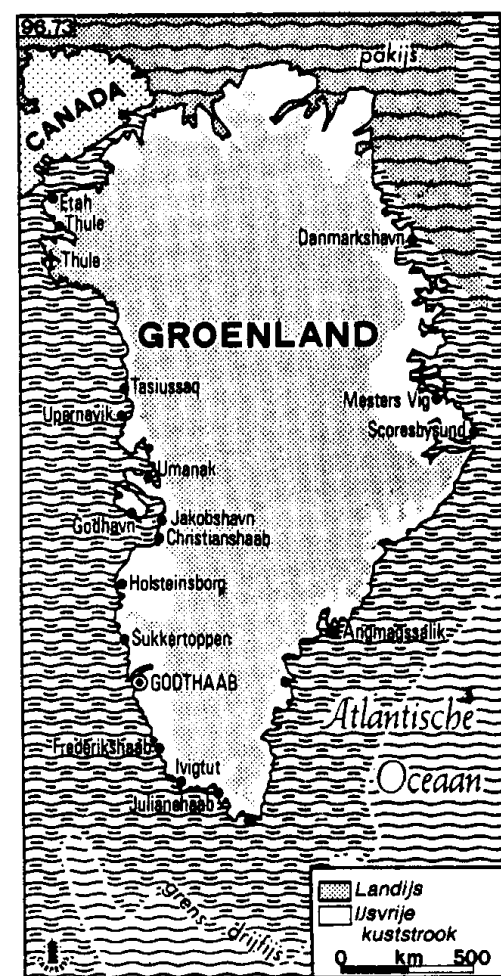 96.73
pakijs
CANADA
Etah
Thule
Danmarkshavn
Thule
GROENLAND
Tasiussaq
Mesters Vig
Upernavik
Scoresbysund
Umanak
Godhavn
Jakobshavn
Christianshaab
Holsteinsborg
Angmagssalik
Sukkertoppen
GODTHAAB
Atlantische
Oceaan
Frederikshaab
Ivigtut
Julianehaab
grens drijfijs
Landijs
IJsvrije
kuststrook
0 km 500